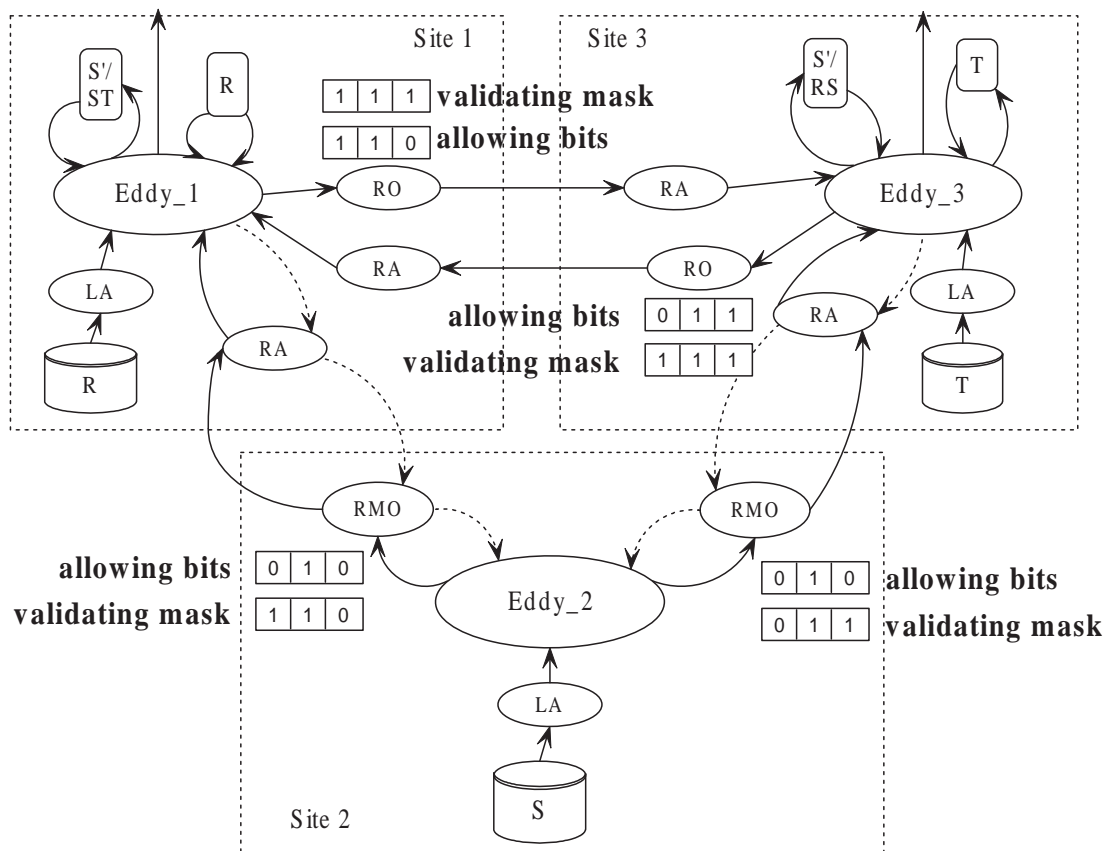 Site 1
Site 3
S'/
ST
R
S'/
RS
T
1 1 1 validating mask
1 1 0 allowing bits
Eddy_1
RO
RA
Eddy_3
RA
RO
LA
LA
allowing bits 0 1 1
RA
RA
validating mask 1 1 1
R
T
RMO
RMO
allowing bits 0 1 0
0 1 0 allowing bits
Eddy_2
validating mask 1 1 0
0 1 1 validating mask
LA
S
Site 2